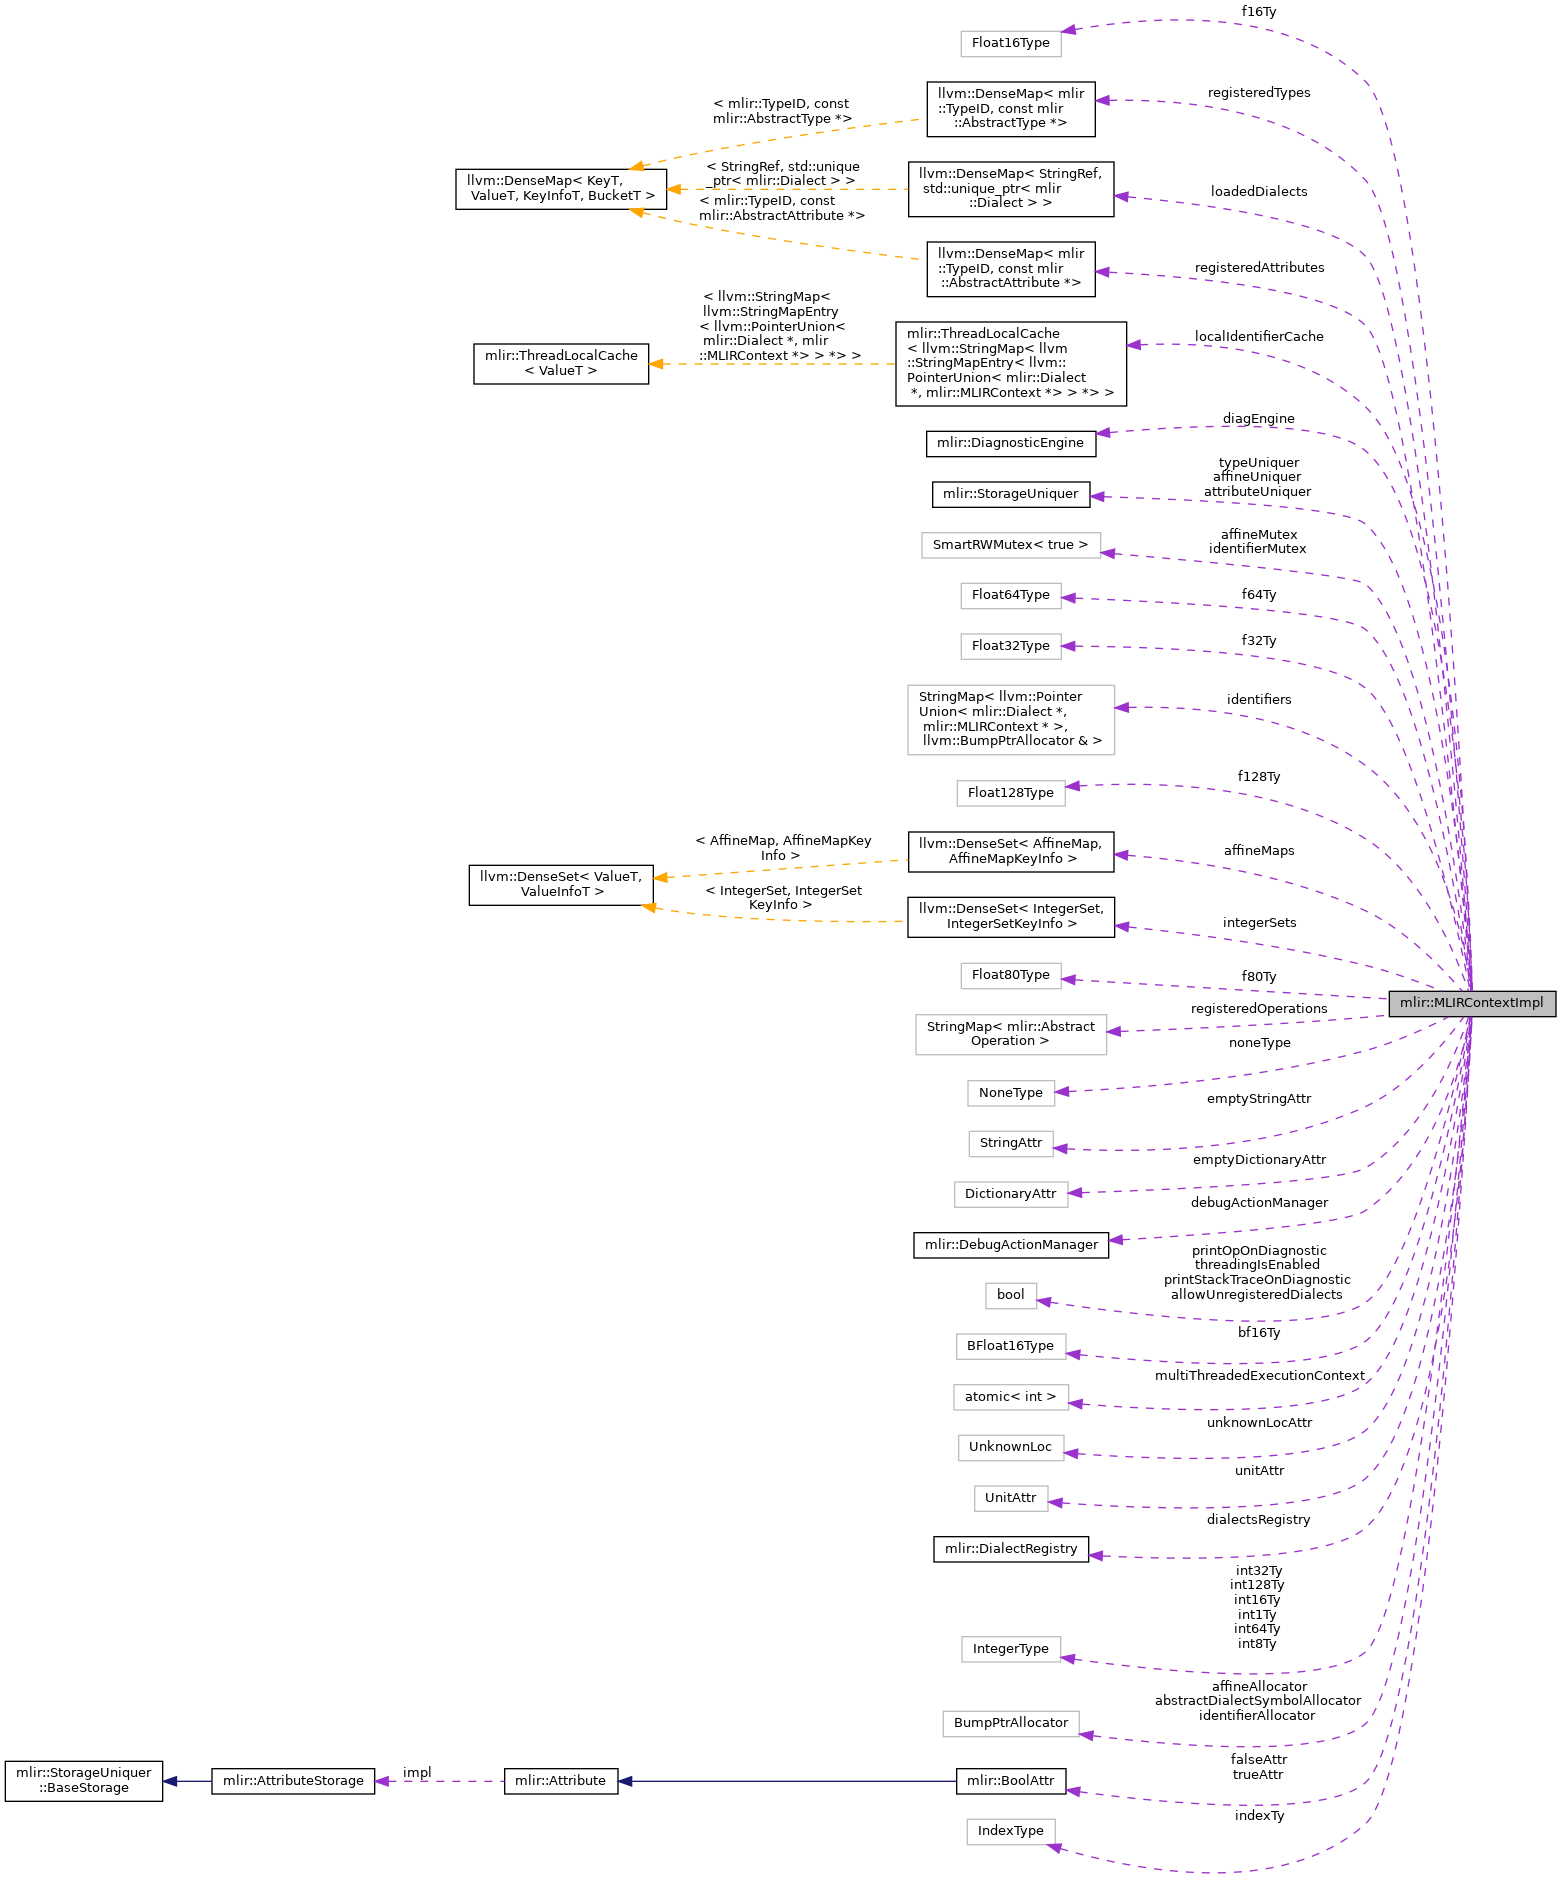 f16Ty
Float16Type
llvm::DenseMap< mlir
::TypeID, const mlir
::AbstractType *>
registeredTypes
< mlir::TypeID, const
mlir::AbstractType *>
llvm::DenseMap< KeyT,
ValueT, KeyInfoT, BucketT >
< StringRef, std::unique
_ptr< mlir::Dialect > >
llvm::DenseMap< StringRef,
std::unique_ptr< mlir
::Dialect > >
loadedDialects
< mlir::TypeID, const
mlir::AbstractAttribute *>
llvm::DenseMap< mlir
::TypeID, const mlir
::AbstractAttribute *>
registeredAttributes
< llvm::StringMap<
llvm::StringMapEntry
< llvm::PointerUnion<
mlir::Dialect *, mlir
::MLIRContext *> > *> >
mlir::ThreadLocalCache
< ValueT >
mlir::ThreadLocalCache
< llvm::StringMap< llvm
::StringMapEntry< llvm::
PointerUnion< mlir::Dialect
*, mlir::MLIRContext *> > *> >
localIdentifierCache
mlir::DiagnosticEngine
diagEngine
mlir::StorageUniquer
typeUniquer
affineUniquer
attributeUniquer
SmartRWMutex< true >
affineMutex
identifierMutex
Float64Type
f64Ty
Float32Type
f32Ty
StringMap< llvm::Pointer
Union< mlir::Dialect *,
mlir::MLIRContext * >,
llvm::BumpPtrAllocator & >
identifiers
Float128Type
f128Ty
< AffineMap, AffineMapKey
Info >
llvm::DenseSet< AffineMap,
AffineMapKeyInfo >
affineMaps
llvm::DenseSet< ValueT,
ValueInfoT >
< IntegerSet, IntegerSet
KeyInfo >
llvm::DenseSet< IntegerSet,
IntegerSetKeyInfo >
integerSets
Float80Type
f80Ty
mlir::MLIRContextImpl
StringMap< mlir::Abstract
Operation >
registeredOperations
NoneType
noneType
StringAttr
emptyStringAttr
DictionaryAttr
emptyDictionaryAttr
mlir::DebugActionManager
debugActionManager
bool
printOpOnDiagnostic
threadingIsEnabled
printStackTraceOnDiagnostic
allowUnregisteredDialects
BFloat16Type
bf16Ty
atomic< int >
multiThreadedExecutionContext
UnknownLoc
unknownLocAttr
UnitAttr
unitAttr
mlir::DialectRegistry
dialectsRegistry
IntegerType
int32Ty
int128Ty
int16Ty
int1Ty
int64Ty
int8Ty
BumpPtrAllocator
affineAllocator
abstractDialectSymbolAllocator
identifierAllocator
mlir::StorageUniquer
::BaseStorage
mlir::AttributeStorage
impl
mlir::Attribute
mlir::BoolAttr
falseAttr
trueAttr
IndexType
indexTy